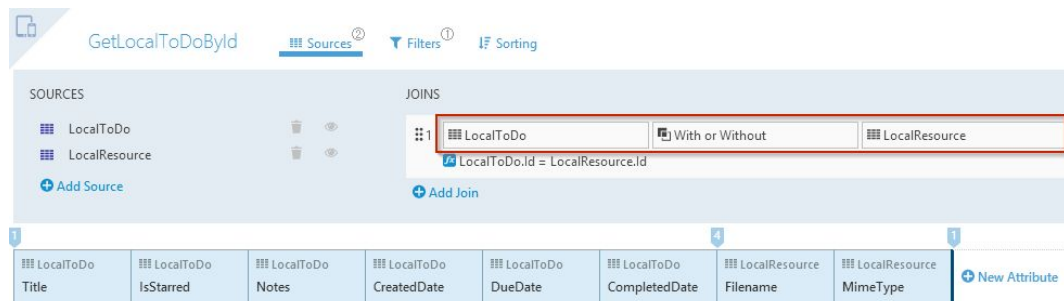 GetLocalToDoById
Sources 2
Filters 1
Sorting
SOURCES
JOINS
LocalToDo
LocalResource
Add Source
1 LocalToDo With or Without LocalResource
LocalToDo.Id = LocalResource.Id
Add Join
1 4 1
LocalToDo LocalToDo LocalToDo LocalToDo LocalToDo LocalToDo LocalResource LocalResource
Title IsStarred Notes CreatedDate DueDate CompletedDate Filename MimeType
New Attribute